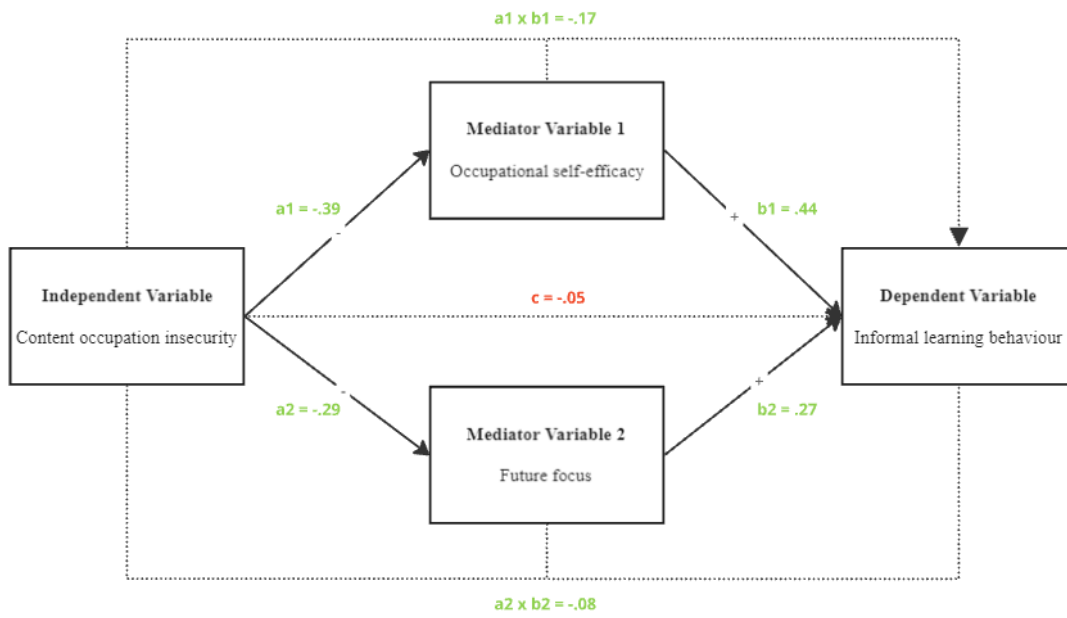 a1 x b1 = -.17
Mediator Variable 1
Occupational self-efficacy
a1 = -.39
-
+
b1 = .44
Independent Variable
Content occupation insecurity
c = -.05
Dependent Variable
Informal learning behaviour
a2 = -.29
-
+
b2 = .27
Mediator Variable 2
Future focus
a2 x b2 = -.08